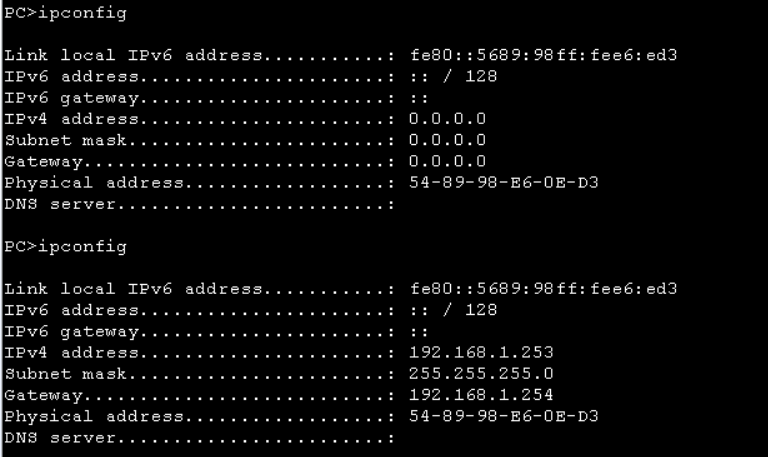 PC>ipconfig
Link local IPv6 address...........: fe80::5689:98ff:fee6:ed3
IPv6 address......................: :: / 128
IPv6 gateway......................: ::
IPv4 address......................: 0.0.0.0
Subnet mask.......................: 0.0.0.0
Gateway...........................: 0.0.0.0
Physical address..................: 54-89-98-E6-0E-D3
DNS server........................:
PC>ipconfig
Link local IPv6 address...........: fe80::5689:98ff:fee6:ed3
IPv6 address......................: :: / 128
IPv6 gateway......................: ::
IPv4 address......................: 192.168.1.253
Subnet mask.......................: 255.255.255.0
Gateway...........................: 192.168.1.254
Physical address..................: 54-89-98-E6-0E-D3
DNS server........................: